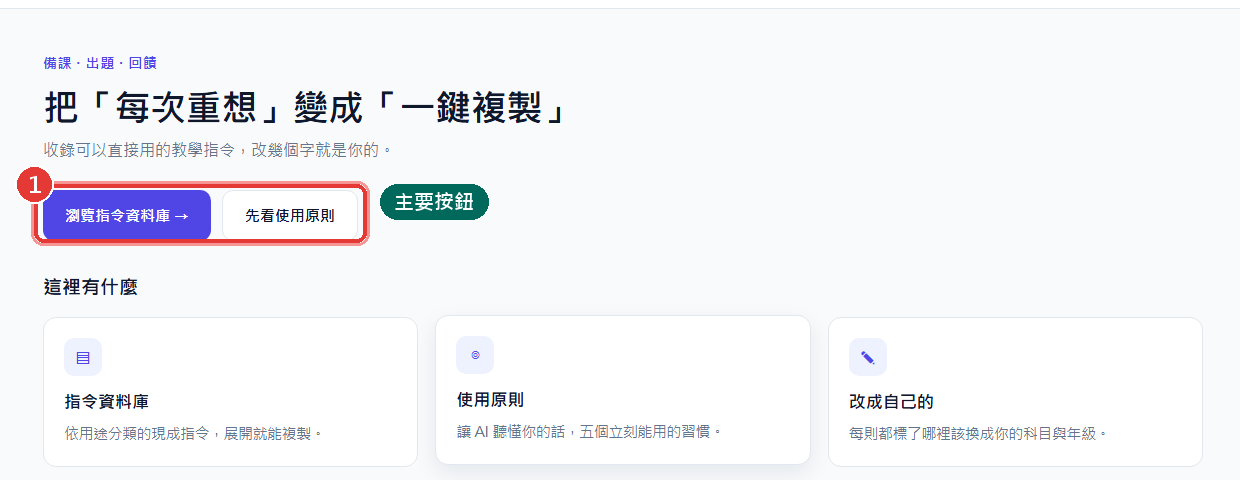 備課·出題·回饋
把「每次重想」變成「一鍵複製」
收錄可以直接用的教學指令，改幾個字就是你的。
1
瀏覽指令資料庫 →
先看使用原則
主要按鈕
這裡有什麼
指令資料庫
依用途分類的現成指令，展開就能複製。
使用原則
讓 AI 聽懂你的話，五個立刻能用的習慣。
改成自己的
每則都標了哪裡該換成你的科目與年級。